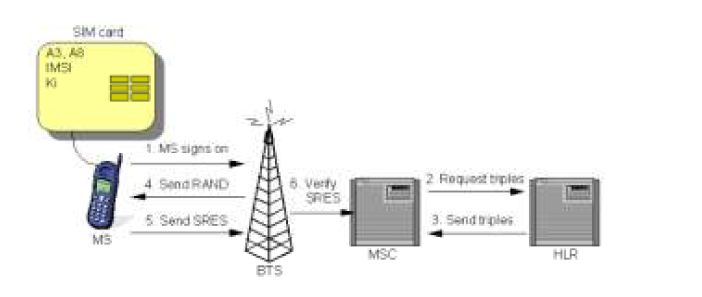 SIM card
A3, A8
IMSI
Ki
1. MS signs on
4. Send RAND
5. Send SRES
MS
BTS
6. Verify
SRES
MSC
2. Request triples
3. Send triples
HLR